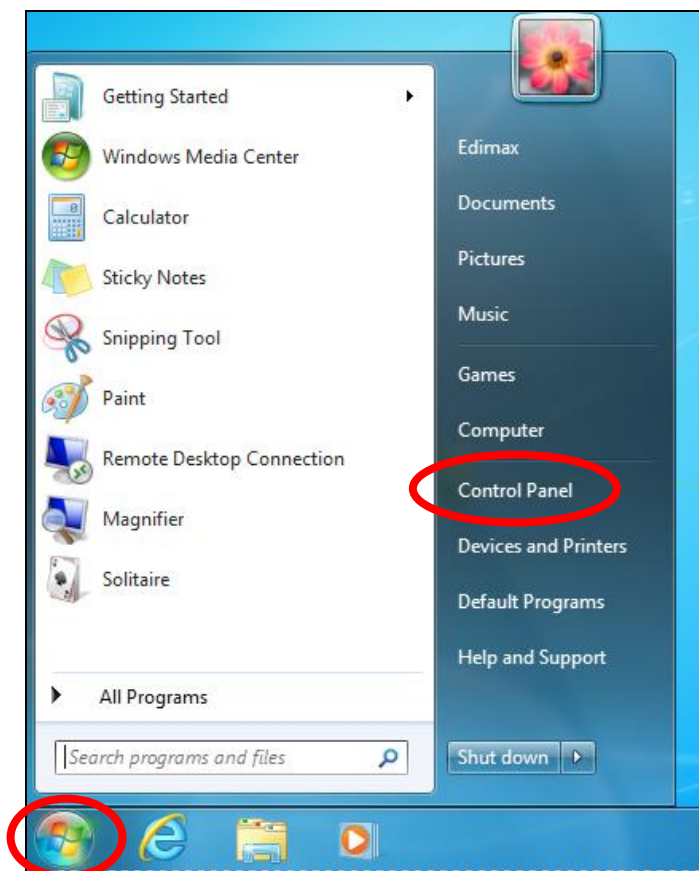 Getting Started
Windows Media Center
Calculator
Sticky Notes
Snipping Tool
Paint
Remote Desktop Connection
Magnifier
Solitaire
All Programs
Search programs and files
Edimax
Documents
Pictures
Music
Games
Computer
Control Panel
Devices and Printers
Default Programs
Help and Support
Shut down